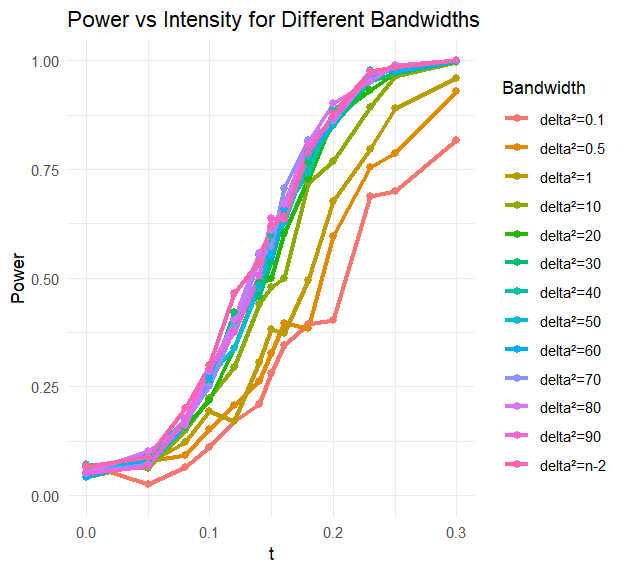 Power vs Intensity for Different Bandwidths
1.00
0.75
0.50
0.25
0.00
Power
0.0 0.1 0.2 0.3
t
Bandwidth
delta²=0.1
delta²=0.5
delta²=1
delta²=10
delta²=20
delta²=30
delta²=40
delta²=50
delta²=60
delta²=70
delta²=80
delta²=90
delta²=n-2